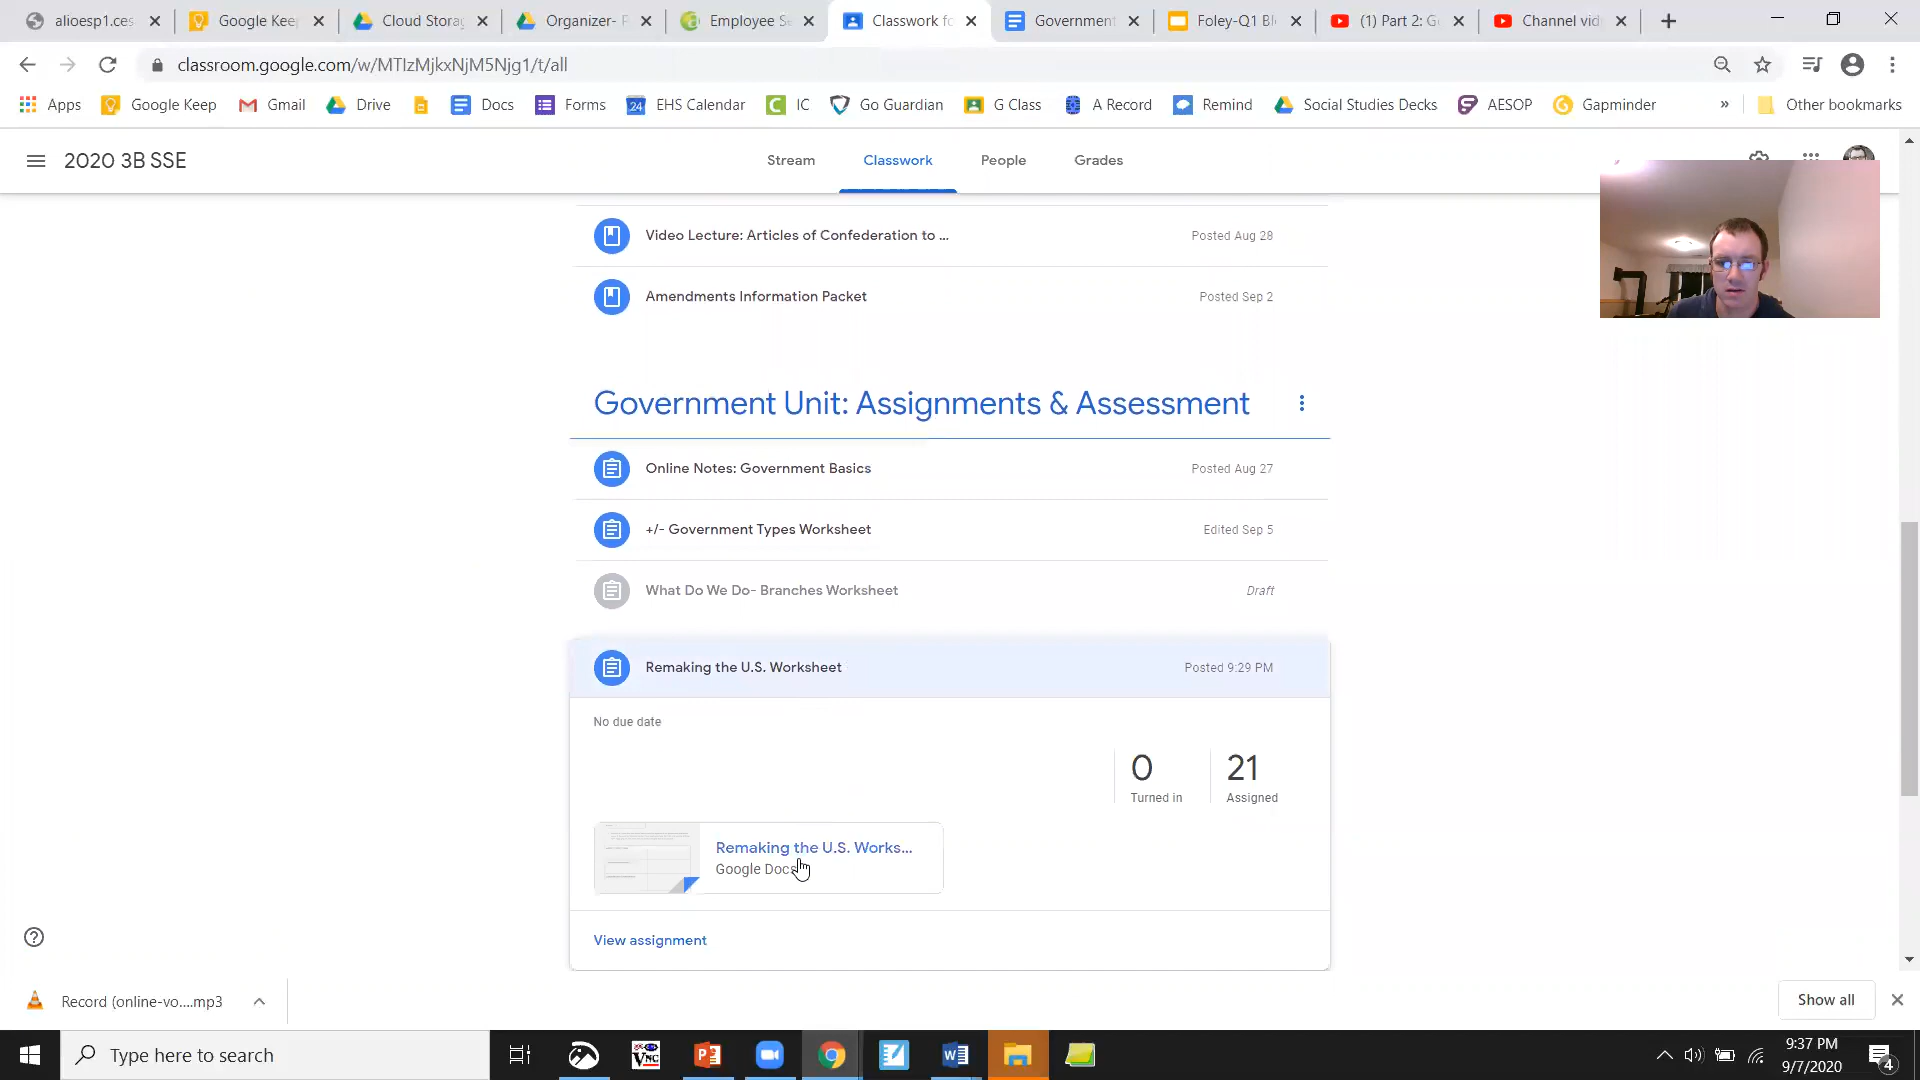 alioesp1.ces
Google Kee
Cloud Stora
Organizer- F
Employee Se
Classwork fo
Government
Foley-Q1 Bl
(1) Part 2: G
Channel vid
classroom.google.com/w/MTIzMjkxNjM5Njg1/t/all
Apps
Google Keep
Gmail
Drive
Docs
Forms
24
EHS Calendar
IC
Go Guardian
G Class
A Record
Remind
Social Studies Decks
AESOP
Gapminder
»
Other bookmarks
2020 3B SSE
Stream
Classwork
People
Grades
Video Lecture: Articles of Confederation to ...
Posted Aug 28
Amendments Information Packet
Posted Sep 2
Government Unit: Assignments & Assessment
Online Notes: Government Basics
Posted Aug 27
+/- Government Types Worksheet
Edited Sep 5
What Do We Do- Branches Worksheet
Draft
Remaking the U.S. Worksheet
Posted 9:29 PM
No due date
0
21
Turned in
Assigned
Remaking the U.S. Works...
Google Docs
View assignment
Record (online-vo....mp3
Show all
Type here to search
VNC
9:37 PM
9/7/2020
4